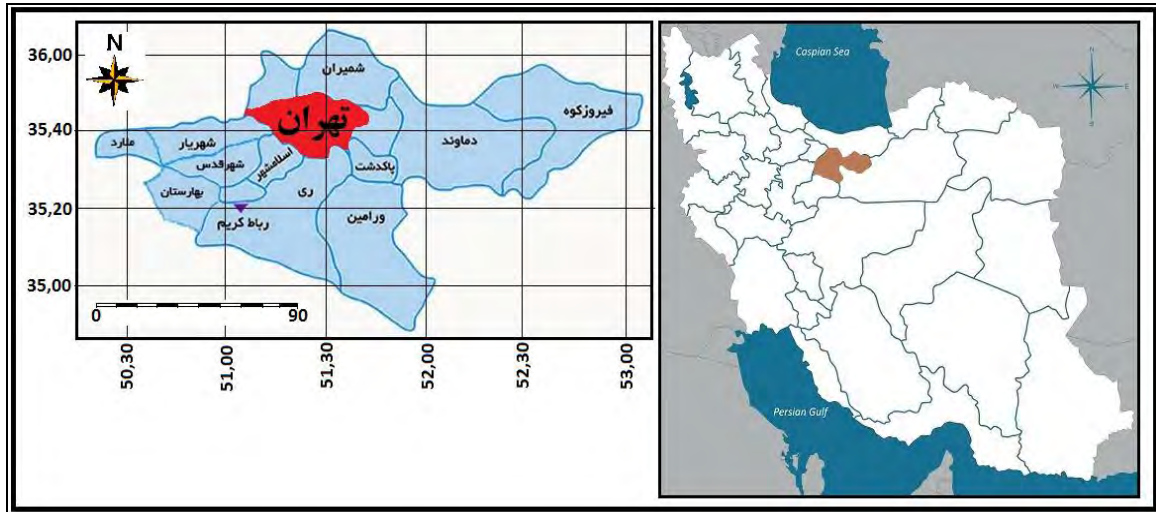 N
36,00
35,40
35,20
35,00
شمیران
فیروزکوه
تهران
دماوند
ملارد
شهریار
شهرقدس
اسلامشهر
پاکدشت
بهارستان
ری
ورامین
رباط کریم
0 90
50,30 51,00 51,30 52,00 52,30 53,00
Caspian Sea
N
W E
S
Persian Gulf